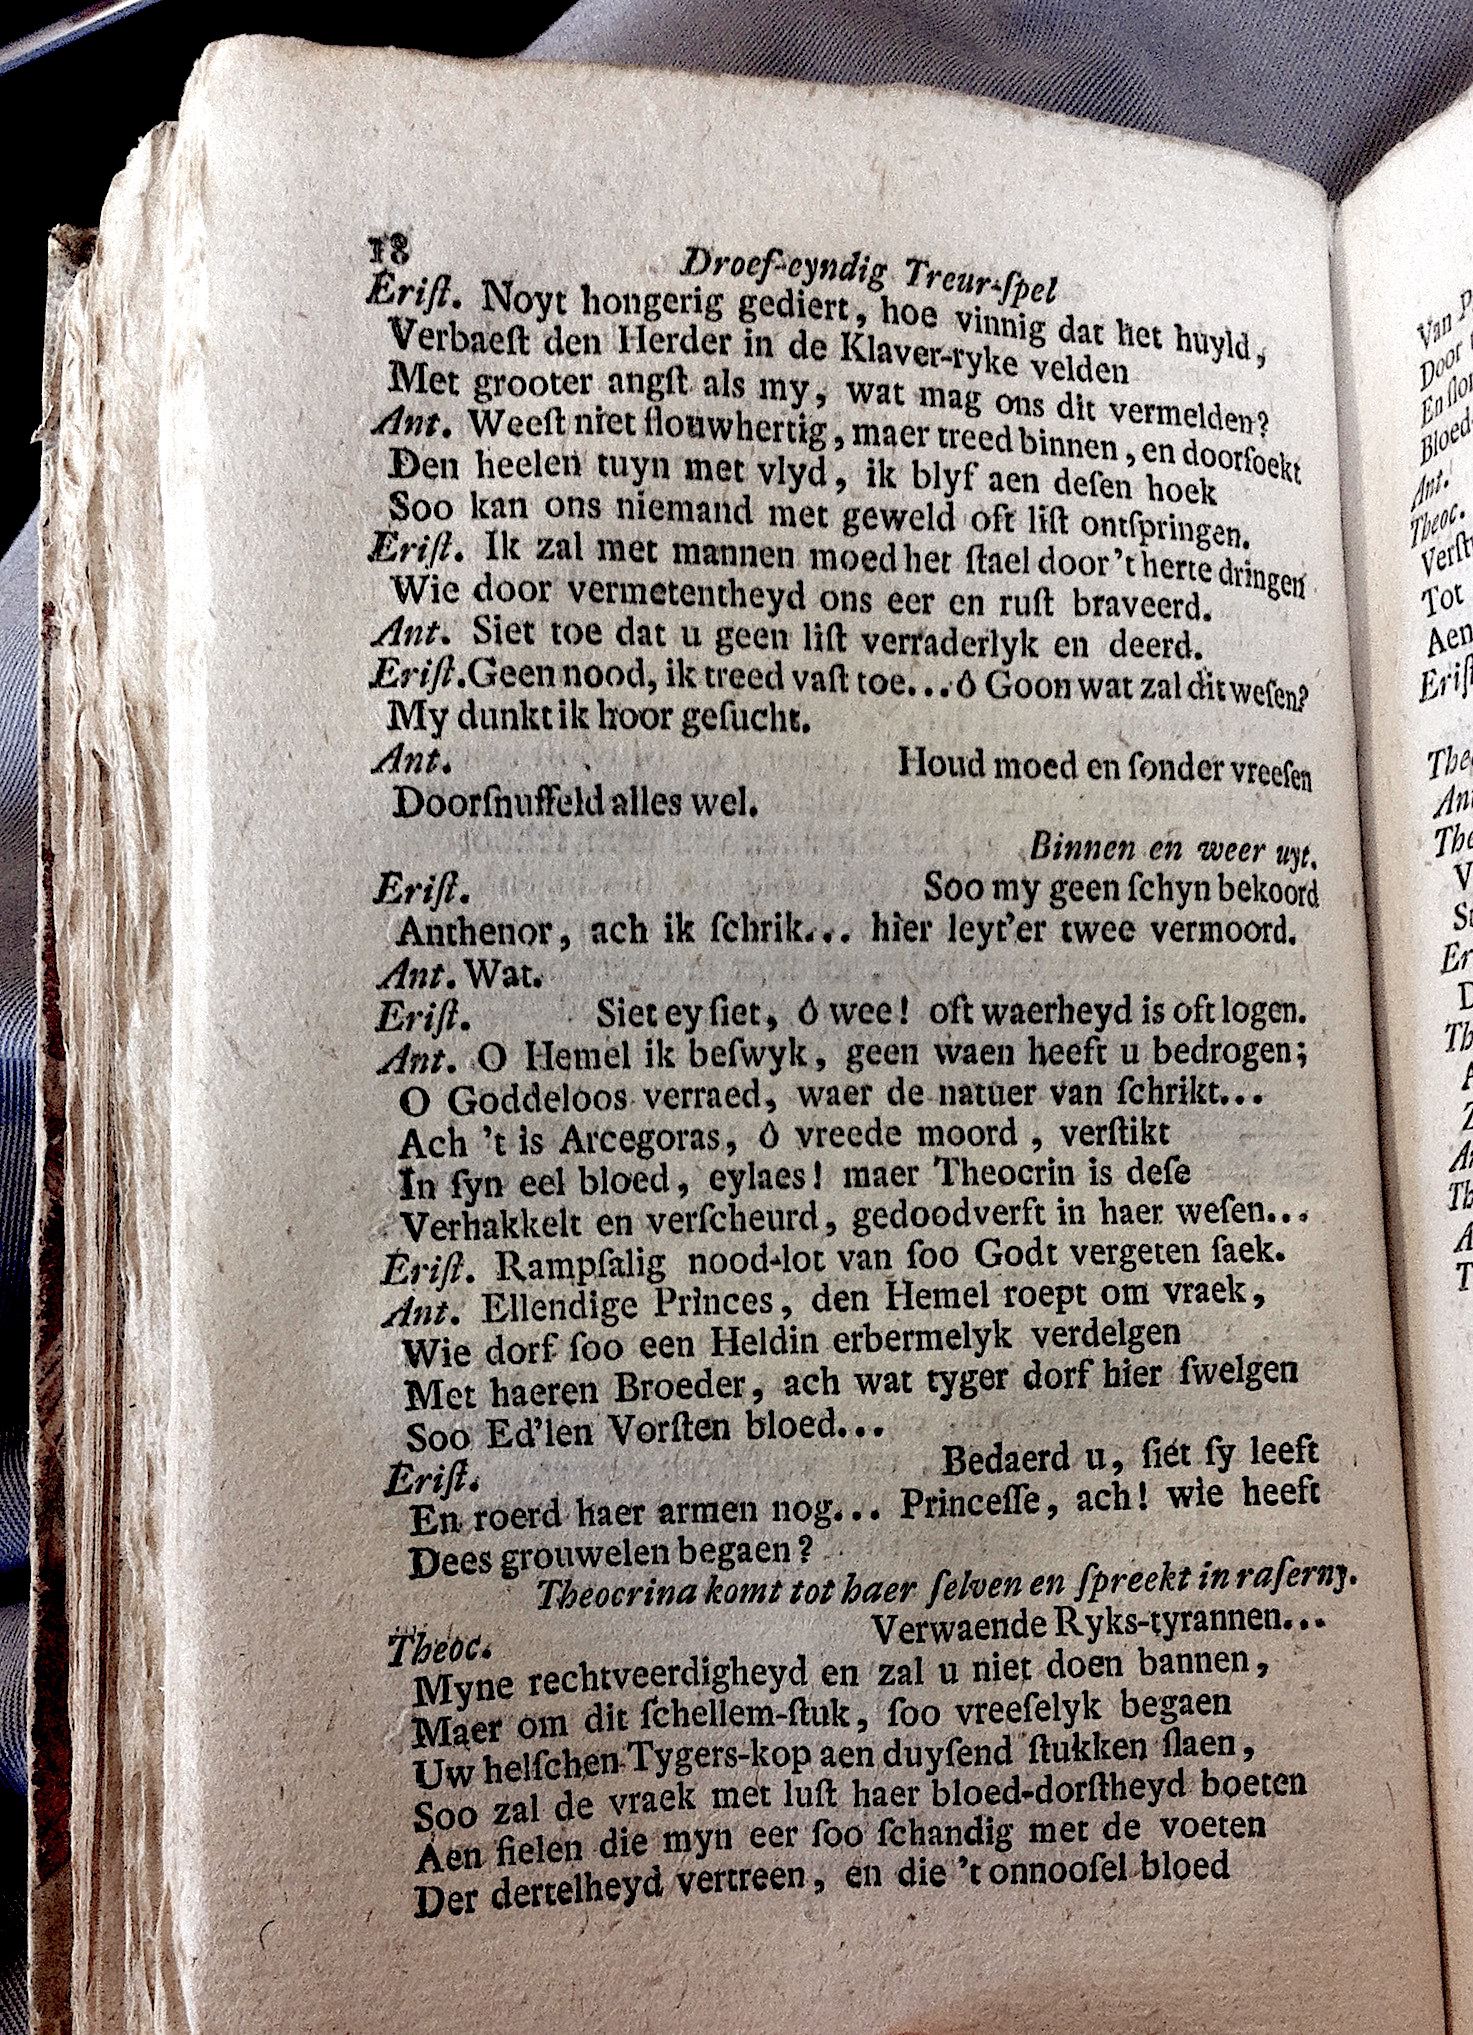 18 Droef-eyndig Treur-ſpel
Eriſt. Noyt hongerig gediert, hoe vinnig dat het huyld,
Verbaeſt den Herder in de Klaver-ryke velden
Met grooter angſt als my, wat mag ons dit vermelden?
Ant. Weeſt niet flouwhertig, maer treed binnen, en doorſoekt
Den heelen tuyn met vlyd, ik blyf aen deſen hoek
Soo kan ons niemand met geweld oft liſt ontſpringen.
Eriſt. Ik zal met mannen moed het ſtael door 't herte dringen
Wie door vermetentheyd ons eer en ruſt braveerd.
Ant. Siet toe dat u geen liſt verraderlyk en deerd.
Eriſt. Geen nood, ik treed vaſt toe... ô Goon wat zal dit weſen?
My dunkt ik hoor geſucht.
Ant. Houd moed en ſonder vreeſen
Doorſnuffeld alles wel.
Binnen en weer uyt.
Eriſt. Soo my geen ſchyn bekoord
Anthenor, ach ik ſchrik... hier leyt'er twee vermoord.
Ant. Wat.
Eriſt. Siet ey ſiet, ô wee! oft waerheyd is oft logen.
Ant. O Hemel ik beſwyk, geen waen heeft u bedrogen;
O Goddeloos verraed, waer de natuer van ſchrikt...
Ach 't is Arcegoras, ô vreede moord, verſtikt
In ſyn eel bloed, eylaes! maer Theocrin is deſe
Verhakkelt en verſcheurd, gedoodverft in haer weſen...
Eriſt. Rampſalig nood-lot van ſoo Godt vergeten ſaek.
Ant. Ellendige Princes, den Hemel roept om vraek,
Wie dorf ſoo een Heldin erbermelyk verdelgen
Met haeren Broeder, ach wat tyger dorf hier ſwelgen
Soo Ed'len Vorſten bloed...
Eriſt. Bedaerd u, ſiet ſy leeft
En roerd haer armen nog... Princeſſe, ach! wie heeft
Dees grouwelen begaen?
Theocrina komt tot haer ſelven en ſpreekt in raſerny.
Theoc. Verwaende Ryks-tyrannen...
Myne rechtveerdigheyd en zal u niet doen bannen,
Maer om dit ſchellem-ſtuk, ſoo vreeſelyk begaen
Uw helſchen Tygers-kop aen duyſend ſtukken ſlaen,
Soo zal de vraek met luſt haer bloed-dorſtheyd boeten
Aen fielen die myn eer ſoo ſchandig met de voeten
Der dertelheyd vertreen, en die 't onnooſel bloed
Van
Door
Bloed
Ant.
Theoc.
Tot
Aen
Eriſt